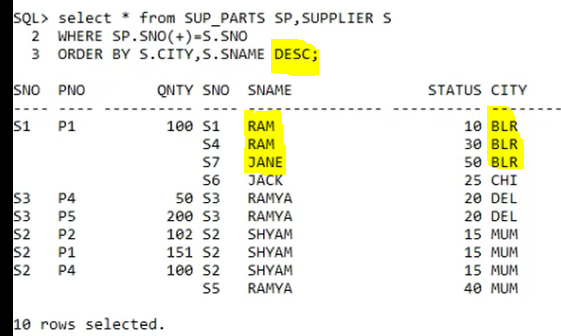 SQL> select * from SUP_PARTS SP,SUPPLIER S
2 WHERE SP.SNO(+)=S.SNO
3 ORDER BY S.CITY,S.SNAME DESC;
SNO PNO QNTY SNO SNAME STATUS CITY
---- ---- ---------- ---- --------------- ---------- ----------
S1 P1 100 S1 RAM 10 BLR
S4 RAM 30 BLR
S7 JANE 50 BLR
S6 JACK 25 CHI
S3 P4 50 S3 RAMYA 20 DEL
S3 P5 200 S3 RAMYA 20 DEL
S2 P2 102 S2 SHYAM 15 MUM
S2 P1 151 S2 SHYAM 15 MUM
S2 P4 100 S2 SHYAM 15 MUM
S5 RAMYA 40 MUM
10 rows selected.